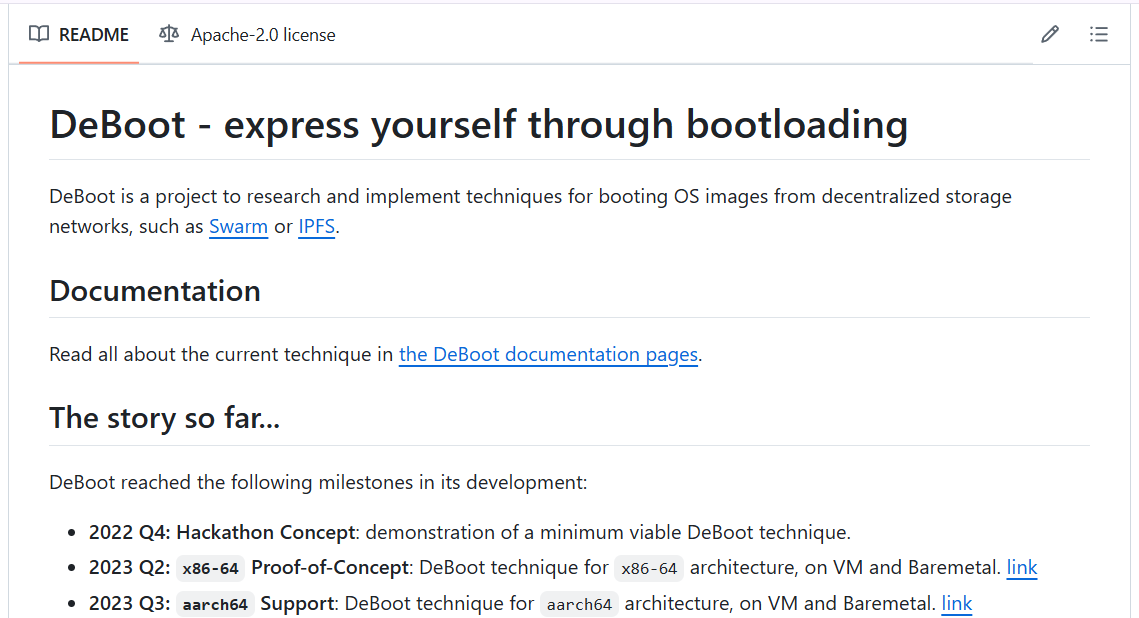 README Apache-2.0 license
DeBoot - express yourself through bootloading
DeBoot is a project to research and implement techniques for booting OS images from decentralized storage
networks, such as Swarm or IPFS.
Documentation
Read all about the current technique in the DeBoot documentation pages.
The story so far...
DeBoot reached the following milestones in its development:
• 2022 Q4: Hackathon Concept: demonstration of a minimum viable DeBoot technique.
• 2023 Q2: x86-64 Proof-of-Concept: DeBoot technique for x86-64 architecture, on VM and Baremetal. link
• 2023 Q3: aarch64 Support: DeBoot technique for aarch64 architecture, on VM and Baremetal. link